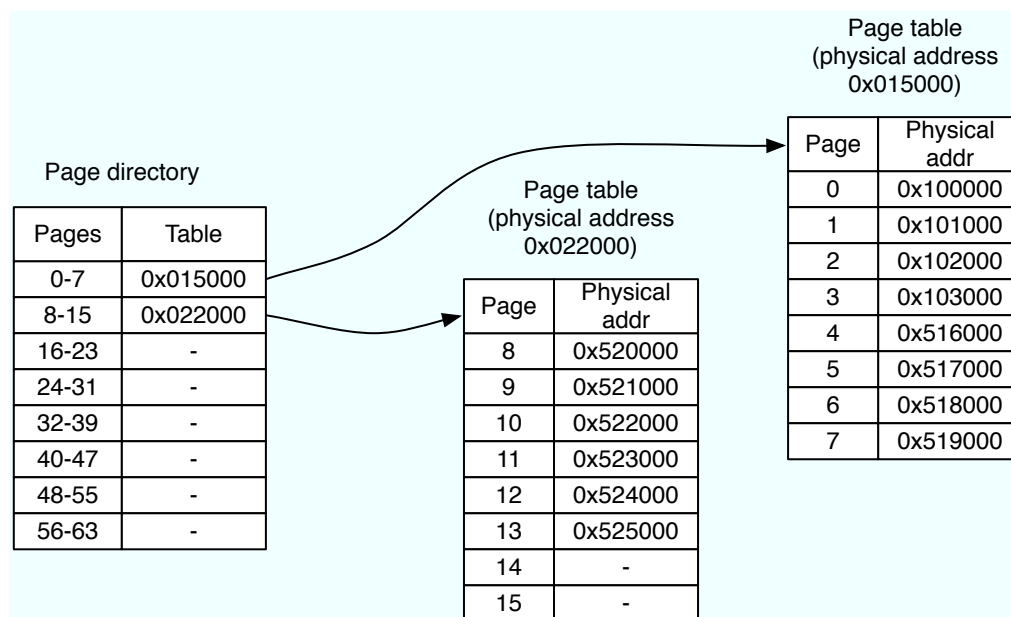 Page directory
Pages Table
0-7 0x015000
8-15 0x022000
16-23 -
24-31 -
32-39 -
40-47 -
48-55 -
56-63 -
Page table
(physical address
0x022000)
Page Physical
addr
8 0x520000
9 0x521000
10 0x522000
11 0x523000
12 0x524000
13 0x525000
14 -
15 -
Page table
(physical address
0x015000)
Page Physical
addr
0 0x100000
1 0x101000
2 0x102000
3 0x103000
4 0x516000
5 0x517000
6 0x518000
7 0x519000